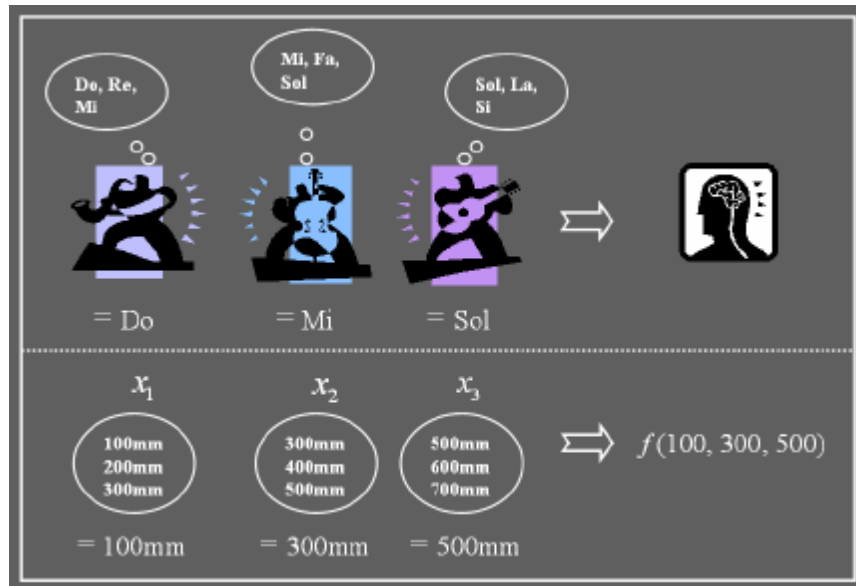 Do, Re,
Mi
Mi, Fa,
Sol
Sol, La,
Si
= Do
= Mi
= Sol
x₁
x₂
x₃
100mm
200mm
300mm
300mm
400mm
500mm
500mm
600mm
700mm
f(100, 300, 500)
= 100mm
= 300mm
= 500mm